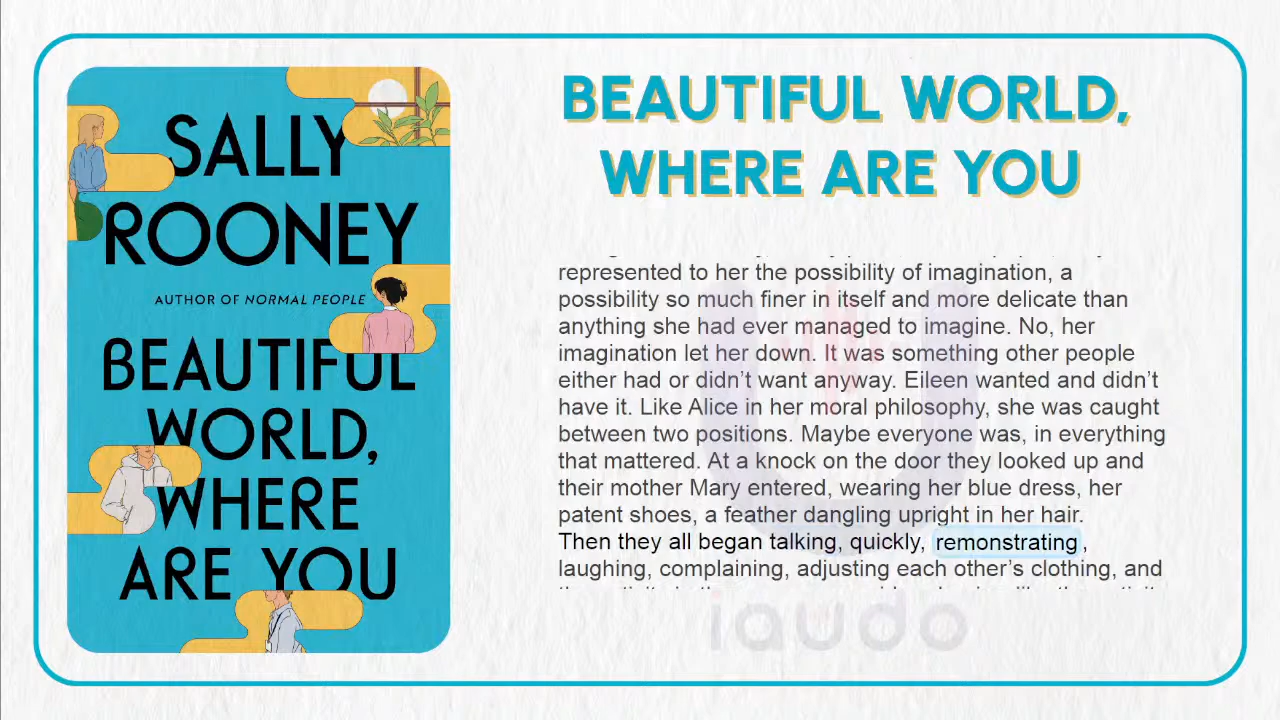 SALLY
ROONEY
AUTHOR OF NORMAL PEOPLE
BEAUTIFUL
WORLD,
WHERE
ARE YOU
BEAUTIFUL WORLD,
WHERE ARE YOU
represented to her the possibility of imagination, a
possibility so much finer in itself and more delicate than
anything she had ever managed to imagine. No, her
imagination let her down. It was something other people
either had or didn’t want anyway. Eileen wanted and didn’t
have it. Like Alice in her moral philosophy, she was caught
between two positions. Maybe everyone was, in everything
that mattered. At a knock on the door they looked up and
their mother Mary entered, wearing her blue dress, her
patent shoes, a feather dangling upright in her hair.
Then they all began talking, quickly, remonstrating,
laughing, complaining, adjusting each other’s clothing, and
iaudo